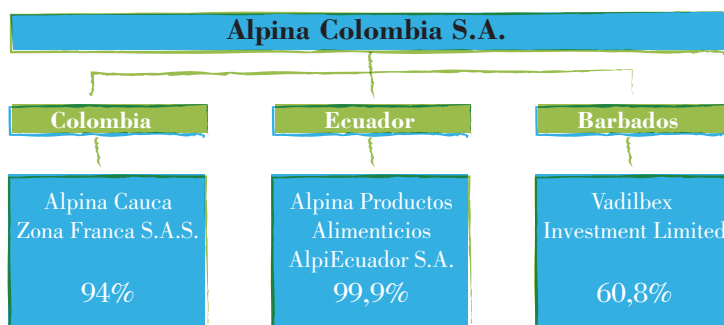 Alpina Colombia S.A.
Colombia
Ecuador
Barbados
Alpina Cauca
Zona Franca S.A.S.
94%
Alpina Productos
Alimenticios
AlpiEcuador S.A.
99,9%
Vadilbex
Investment Limited
60,8%